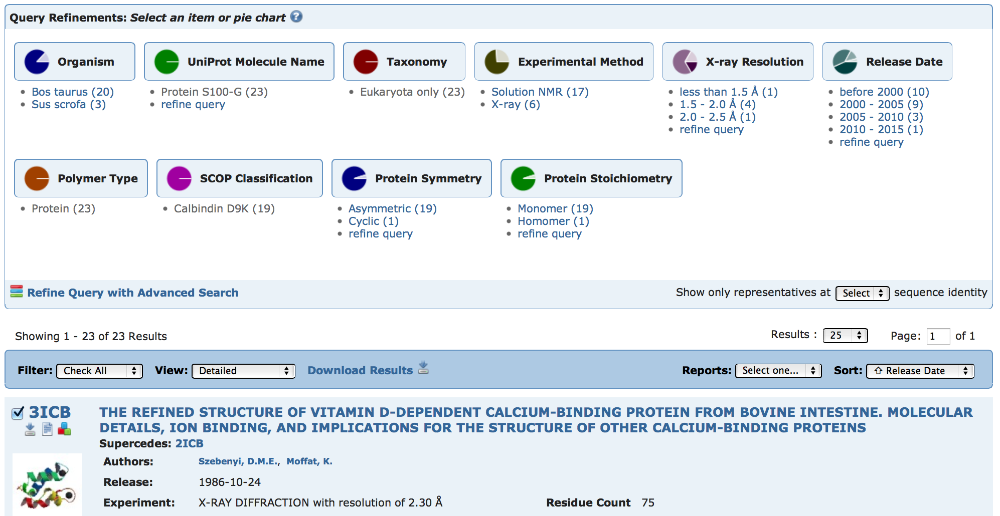 Query Refinements: Select an item or pie chart ?
Organism
Bos taurus (20)
Sus scrofa (3)
UniProt Molecule Name
Protein S100-G (23)
refine query
Taxonomy
Eukaryota only (23)
Experimental Method
Solution NMR (17)
X-ray (6)
X-ray Resolution
less than 1.5 Å (1)
1.5 - 2.0 Å (4)
2.0 - 2.5 Å (1)
refine query
Release Date
before 2000 (10)
2000 - 2005 (9)
2005 - 2010 (3)
2010 - 2015 (1)
refine query
Polymer Type
Protein (23)
SCOP Classification
Calbindin D9K (19)
Protein Symmetry
Asymmetric (19)
Cyclic (1)
refine query
Protein Stoichiometry
Monomer (19)
Homomer (1)
refine query
Refine Query with Advanced Search
Show only representatives at Select sequence identity
Showing 1 - 23 of 23 Results
Results : 25 Page: 1 of 1
Filter: Check All View: Detailed Download Results Reports: Select one... Sort: ⇧ Release Date
3ICB
THE REFINED STRUCTURE OF VITAMIN D-DEPENDENT CALCIUM-BINDING PROTEIN FROM BOVINE INTESTINE. MOLECULAR
DETAILS, ION BINDING, AND IMPLICATIONS FOR THE STRUCTURE OF OTHER CALCIUM-BINDING PROTEINS
Supercedes: 2ICB
Authors: Szebenyi, D.M.E., Moffat, K.
Release: 1986-10-24
Experiment: X-RAY DIFFRACTION with resolution of 2.30 Å Residue Count 75